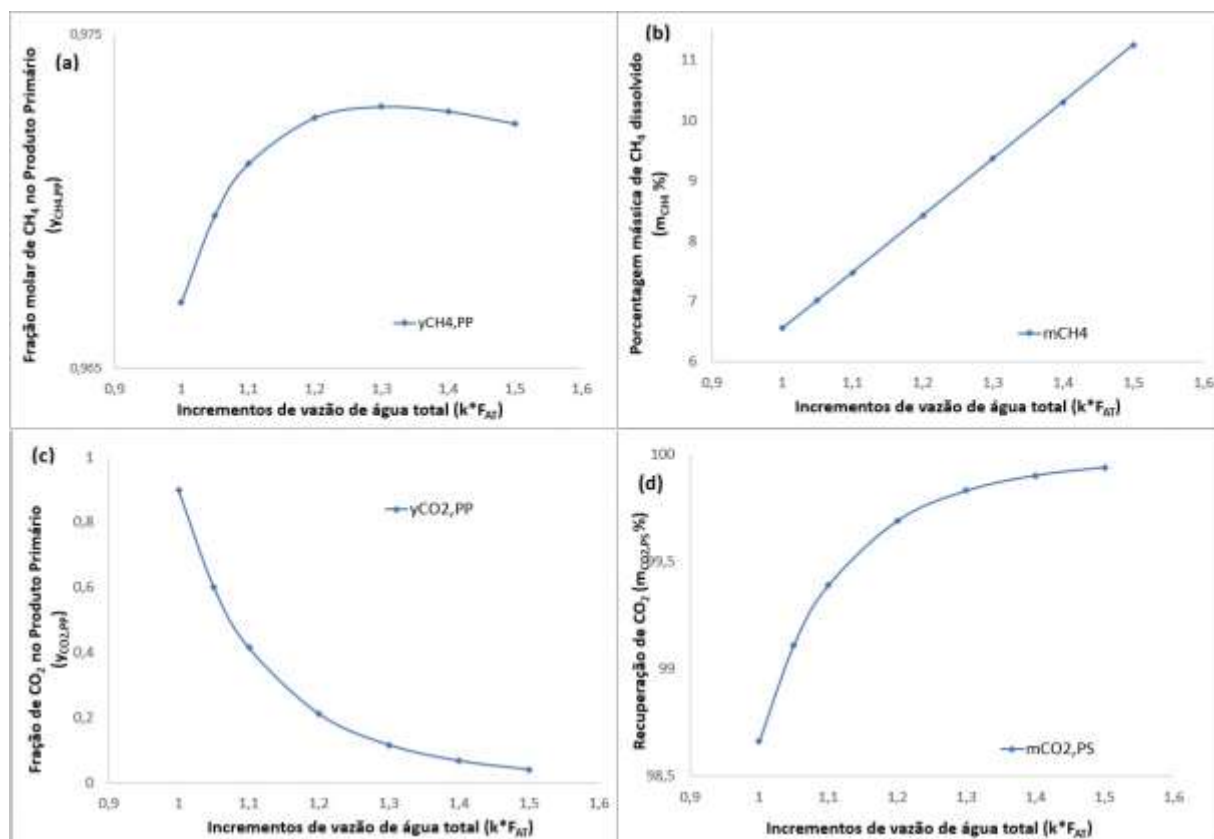 (a)
0,975
0,965
0,9
1
1,1
1,2
1,3
1,4
1,5
1,6
Fração molar de CH₄ no Produto Primário
(yCH4,PP)
yCH4,PP
Incrementos de vazão de água total (k*FAT)
(b)
11
10
9
8
7
6
0,9
1
1,1
1,2
1,3
1,4
1,5
1,6
Porcentagem mássica de CH₄ dissolvido
(mCH4 %)
mCH4
Incrementos de vazão de água total (k*FAT)
(c)
1
0,8
0,6
0,4
0,2
0
0,9
1
1,1
1,2
1,3
1,4
1,5
1,6
Fração de CO₂ no Produto Primário
(yCO2,PP)
yCO2,PP
Incrementos de vazão de água total (k*FAT)
(d)
100
99,5
99
98,5
0,9
1
1,1
1,2
1,3
1,4
1,5
1,6
Recuperação de CO₂ (mCO2,PS%)
mCO2,PS
Incrementos de vazão de água total (k*FAT)